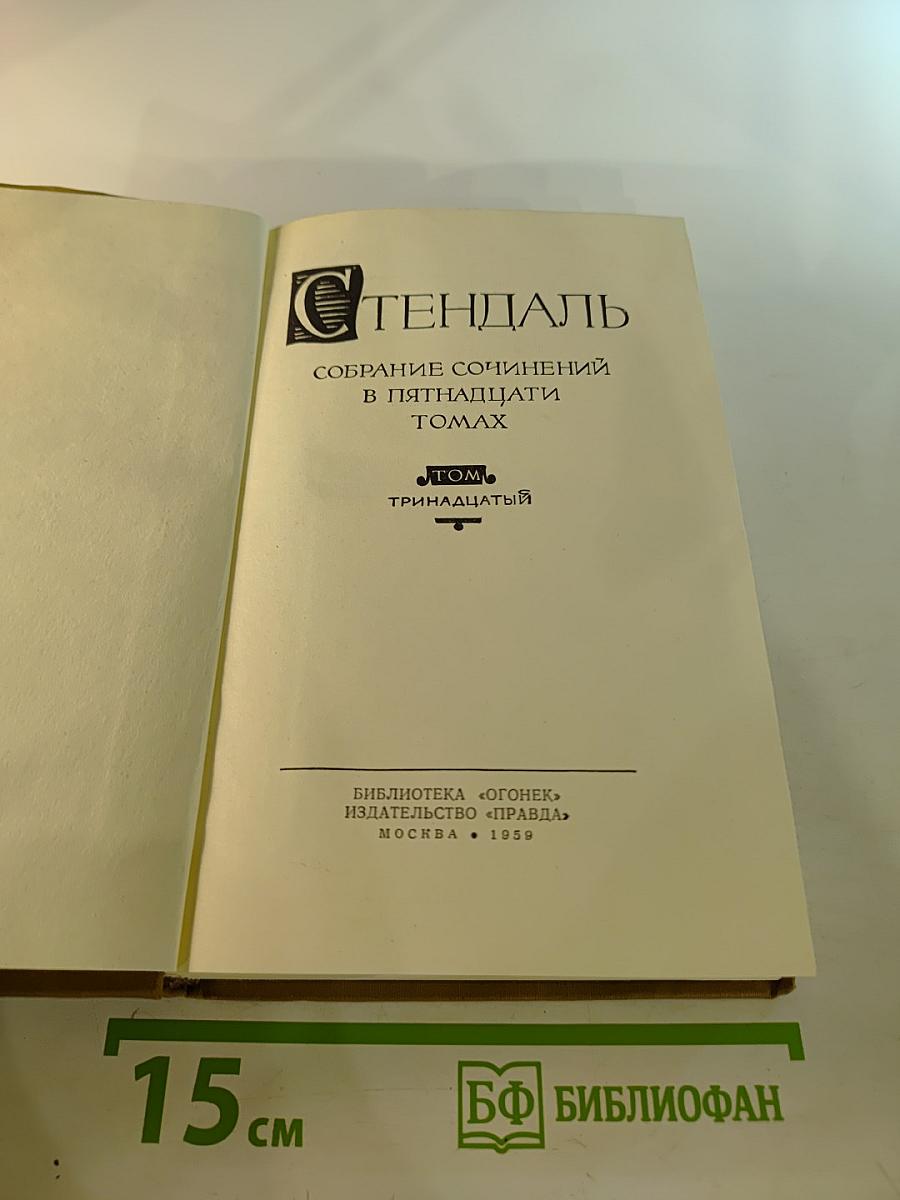 СТЕНДАЛЬ
СОБРАНИЕ СОЧИНЕНИЙ
В ПЯТНАДЦАТИ
ТОМАХ
ТОМ
ТРИНАДЦАТЫЙ
БИБЛИОТЕКА «ОГОНЕК»
ИЗДАТЕЛЬСТВО «ПРАВДА»
МОСКВА • 1959
15 см
БФ БИБЛИОФАН